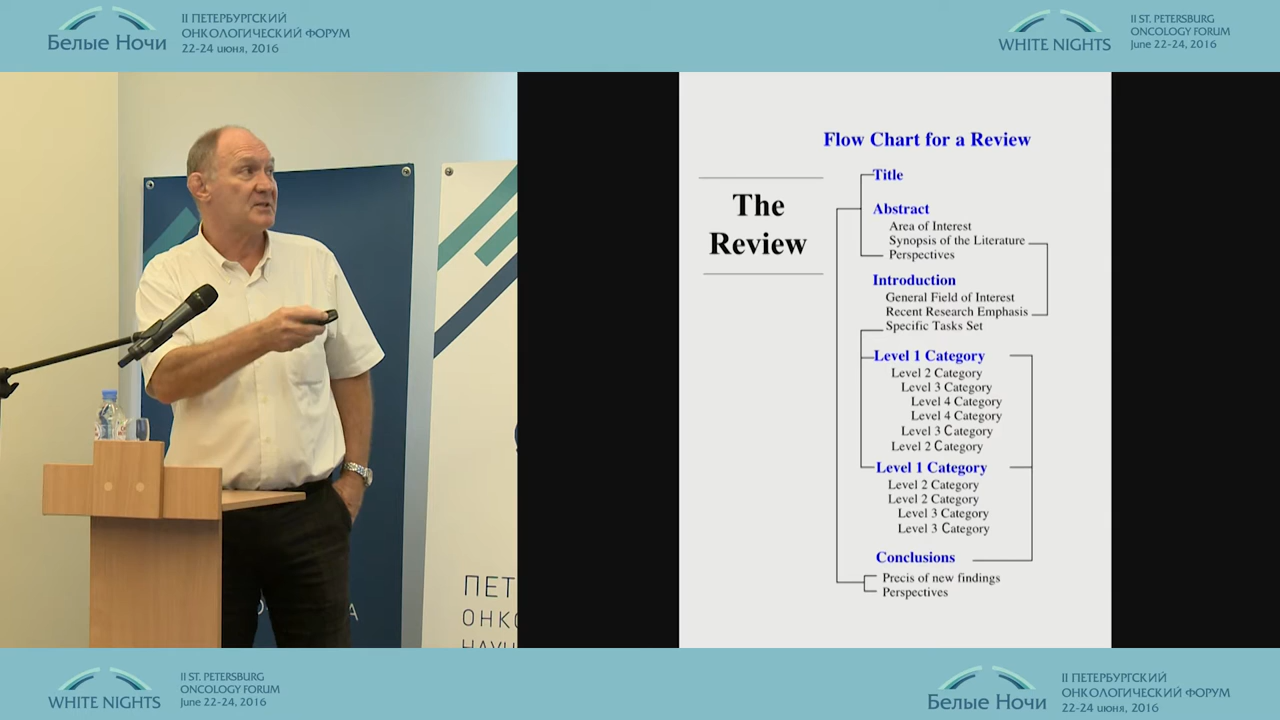 Белые Ночи
II ПЕТЕРБУРГСКИЙ
ОНКОЛОГИЧЕСКИЙ ФОРУМ
22-24 июня, 2016
WHITE NIGHTS
II ST. PETERSBURG
ONCOLOGY FORUM
June 22-24, 2016
ПЕТ
ОНКО
НАУЧ
А
Flow Chart for a Review
The
Review
Title
Abstract
Area of Interest
Synopsis of the Literature
Perspectives
Introduction
General Field of Interest
Recent Research Emphasis
Specific Tasks Set
Level 1 Category
Level 2 Category
Level 3 Category
Level 4 Category
Level 4 Category
Level 3 Category
Level 2 Category
Level 1 Category
Level 2 Category
Level 2 Category
Level 3 Category
Level 3 Category
Conclusions
Precis of new findings
Perspectives
WHITE NIGHTS
II ST. PETERSBURG
ONCOLOGY FORUM
June 22-24, 2016
Белые Ночи
II ПЕТЕРБУРГСКИЙ
ОНКОЛОГИЧЕСКИЙ ФОРУМ
22-24 июня, 2016